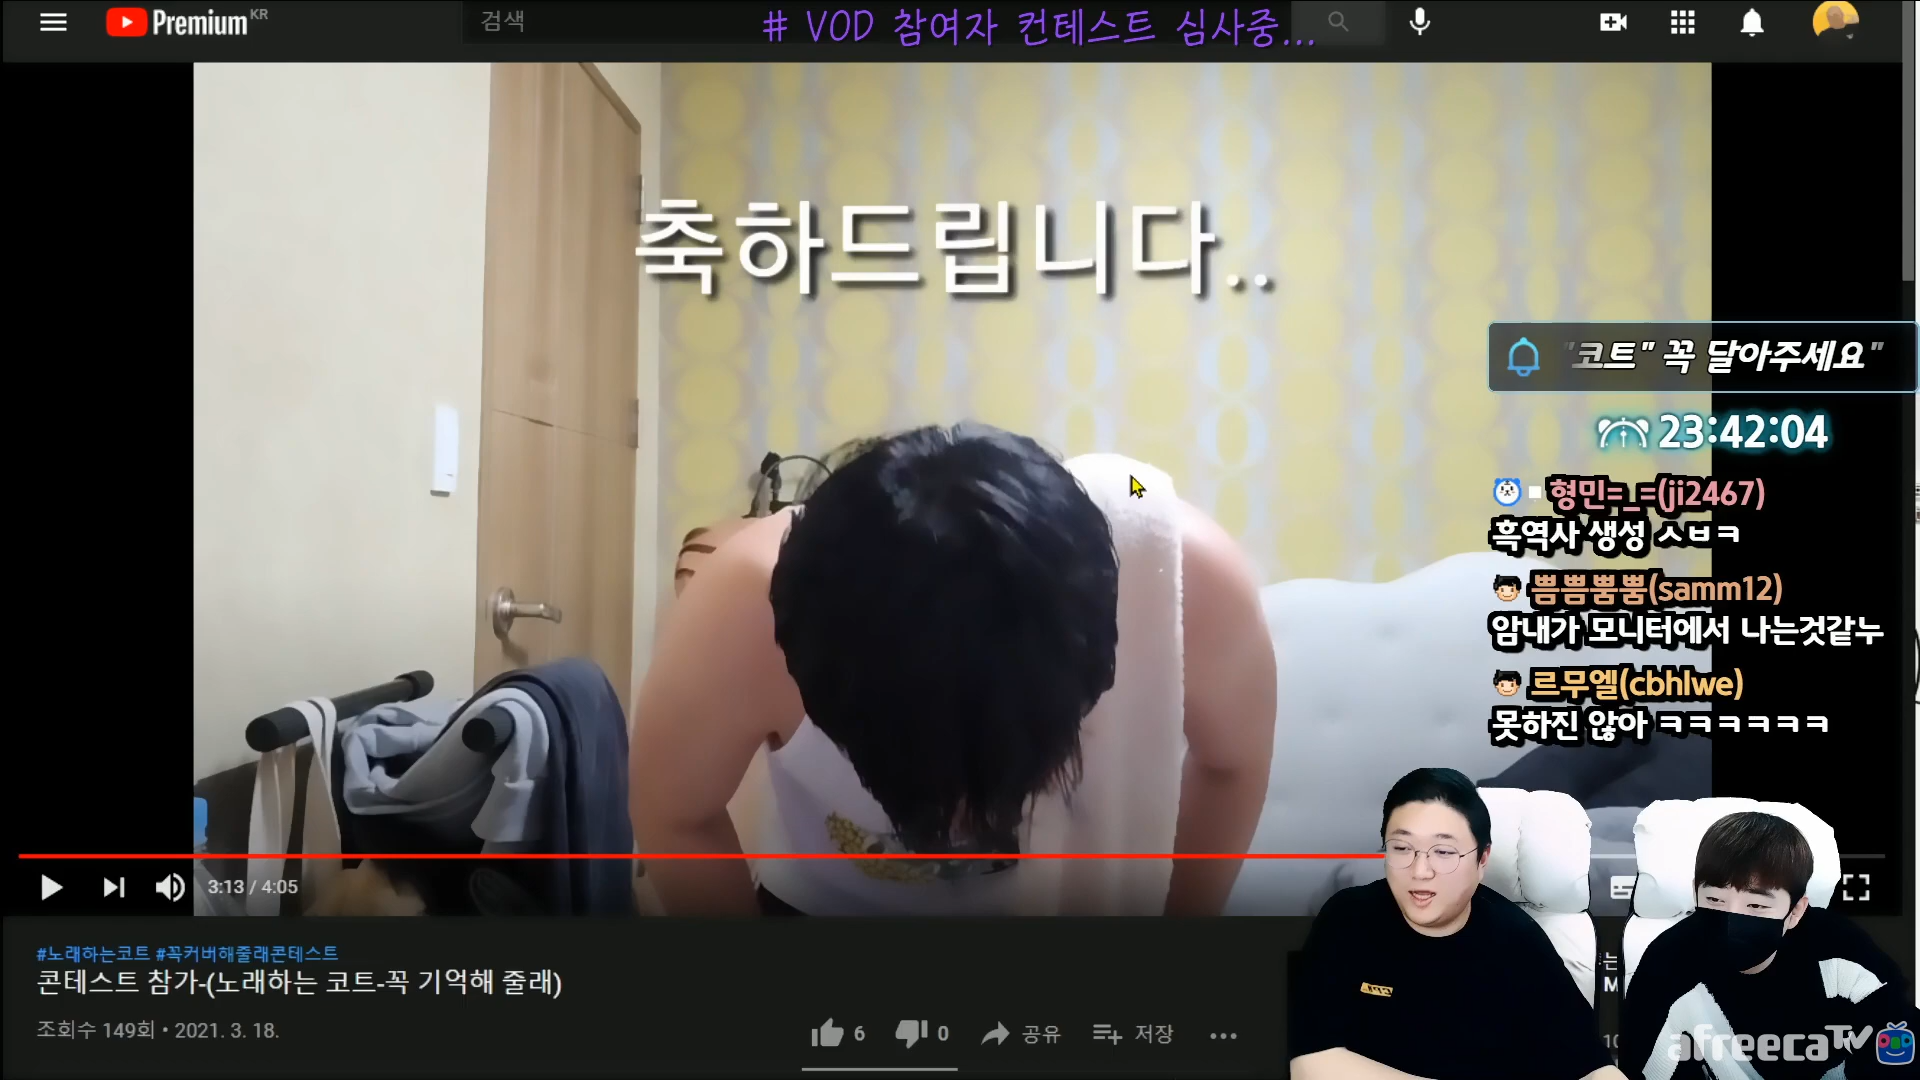 Premium KR
검색
# VOD 참여자 컨테스트 심사중...
축하드립니다..
"코트" 꼭 달아주세요"
23:42:04
형민=_=(ji2467)
흑역사 생성 ㅅㅂㅋ
쁨쁨뿜뿜(samm12)
암내가 모니터에서 나는것같누
르무엘(cbhlwe)
못하진 않아 ㅋㅋㅋㅋㅋㅋ
3:13 / 4:05
#노래하는코트 #꼭커버해줄래콘테스트
콘테스트 참가-(노래하는 코트-꼭 기억해 줄래)
조회수 149회 • 2021. 3. 18.
6
0
공유
저장
afreecaTV